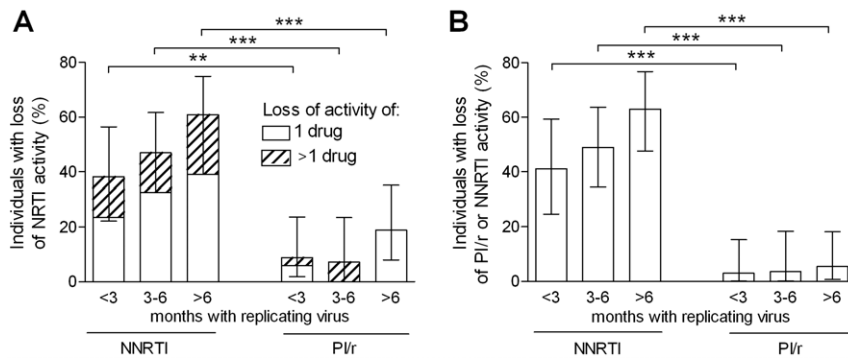 A
***
***
**
Individuals with loss
of NRTI activity (%)
80
60
40
20
0
Loss of activity of:
1 drug
>1 drug
<3 3-6 >6 <3 3-6 >6
months with replicating virus
NNRTI PI/r
B
***
***
***
Individuals with loss
of PI/r or NNRTI activity (%)
80
60
40
20
0
<3 3-6 >6 <3 3-6 >6
months with replicating virus
NNRTI PI/r